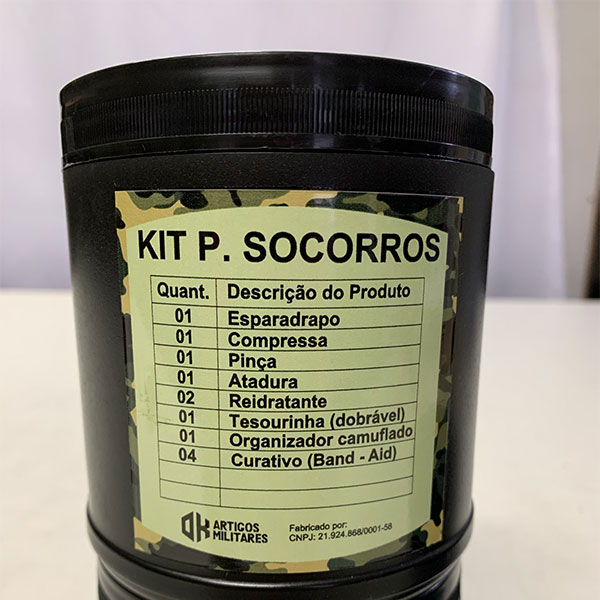 KIT P. SOCORROS
Quant. Descrição do Produto
01 Esparadrapo
01 Compressa
01 Pinça
01 Atadura
02 Reidratante
01 Tesourinha (dobrável)
01 Organizador camuflado
04 Curativo (Band - Aid)
DK ARTIGOS MILITARES
Fabricado por:
CNPJ: 21.924.868/0001-58